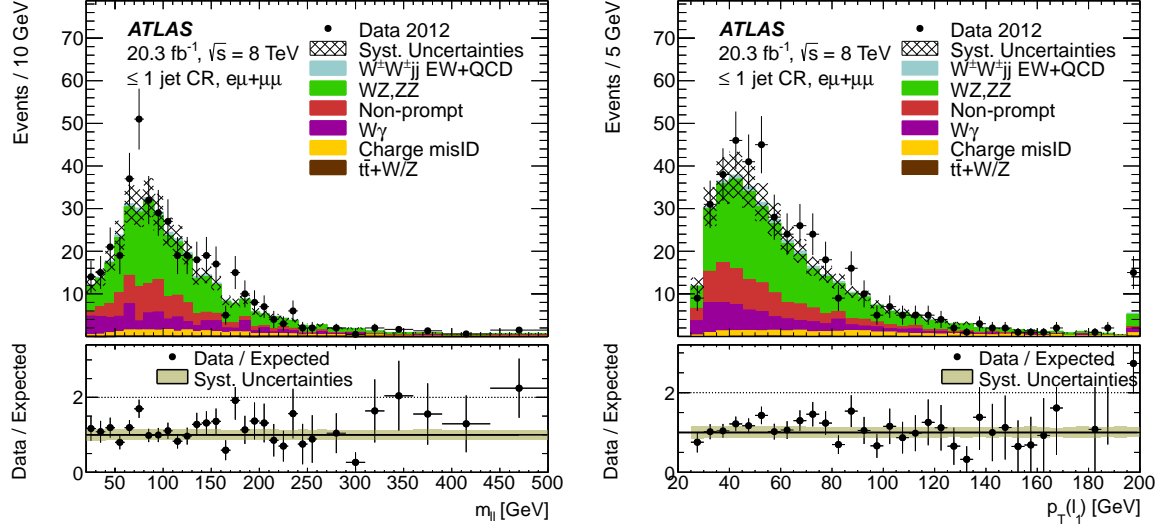 ATLAS
20.3 fb-1, √s = 8 TeV
≤ 1 jet CR, eμ+μμ
Data 2012
Syst. Uncertainties
W±W±jj EW+QCD
WZ,ZZ
Non-prompt
Wγ
Charge misID
tt̄+W/Z
Events / 10 GeV
70
60
50
40
30
20
10
Data / Expected
Syst. Uncertainties
Data / Expected
2
1
0
50 100 150 200 250 300 350 400 450 500
m_ll [GeV]
ATLAS
20.3 fb-1, √s = 8 TeV
≤ 1 jet CR, eμ+μμ
Data 2012
Syst. Uncertainties
W±W±jj EW+QCD
WZ,ZZ
Non-prompt
Wγ
Charge misID
tt̄+W/Z
Events / 5 GeV
70
60
50
40
30
20
10
Data / Expected
Syst. Uncertainties
Data / Expected
2
1
0
20 40 60 80 100 120 140 160 180 200
p_T(l_1) [GeV]